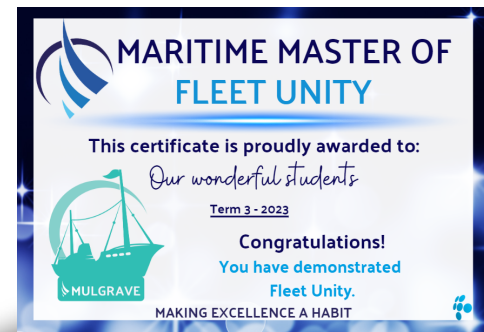 MARITIME MASTER OF
FLEET UNITY
This certificate is proudly awarded to:
Our wonderful students
Term 3 - 2023
Congratulations!
You have demonstrated
Fleet Unity.
MULGRAVE
MAKING EXCELLENCE A HABIT